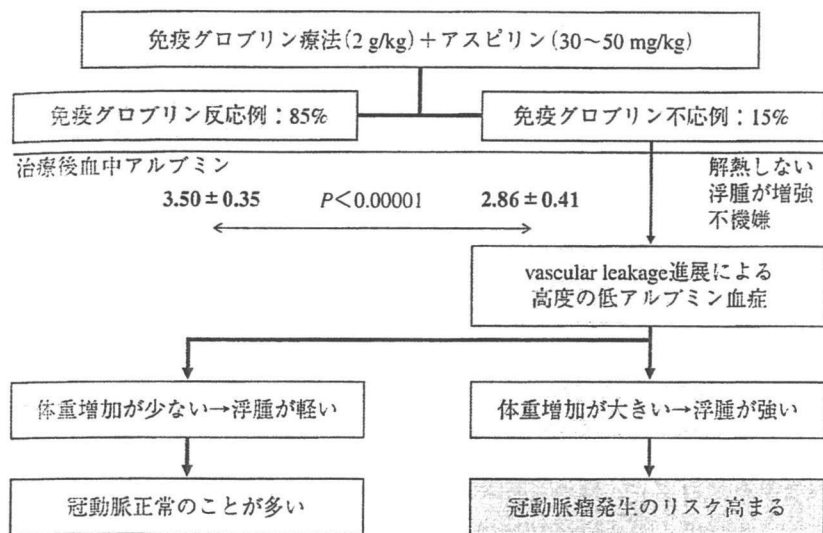 免疫グロブリン療法(2 g/kg)＋アスピリン(30〜50 mg/kg)
免疫グロブリン反応例：85%
免疫グロブリン不応例：15%
治療後血中アルブミン
3.50 ± 0.35
P＜0.00001
2.86 ± 0.41
解熱しない
浮腫が増強
不機嫌
vascular leakage進展による
高度の低アルブミン血症
体重増加が少ない→浮腫が軽い
体重増加が大きい→浮腫が強い
冠動脈正常のことが多い
冠動脈瘤発生のリスク高まる